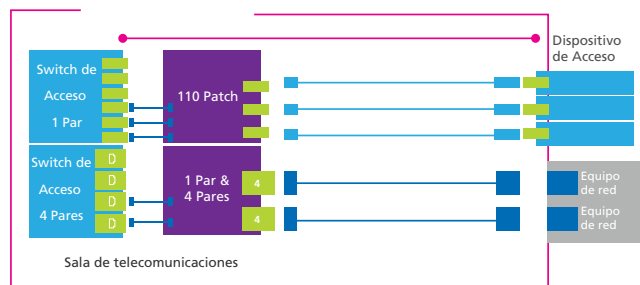 Dispositivo
de Acceso
Switch de
Acceso
1 Par
110 Patch
Switch de
Acceso
4 Pares
D
D
D
D
1 Par &
4 Pares
4
4
Equipo
de red
Equipo
de red
Sala de telecomunicaciones